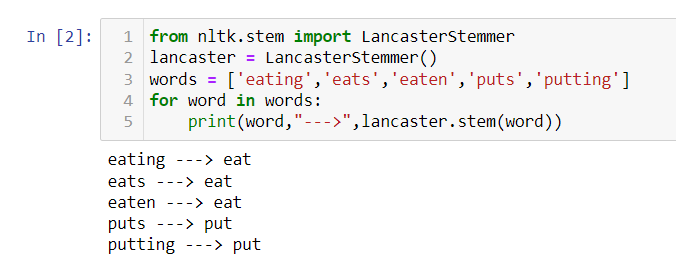 In [2]:
1 from nltk.stem import LancasterStemmer
2 lancaster = LancasterStemmer()
3 words = ['eating','eats','eaten','puts','putting']
4 for word in words:
5     print(word,"--->",lancaster.stem(word))
eating ---> eat
eats ---> eat
eaten ---> eat
puts ---> put
putting ---> put